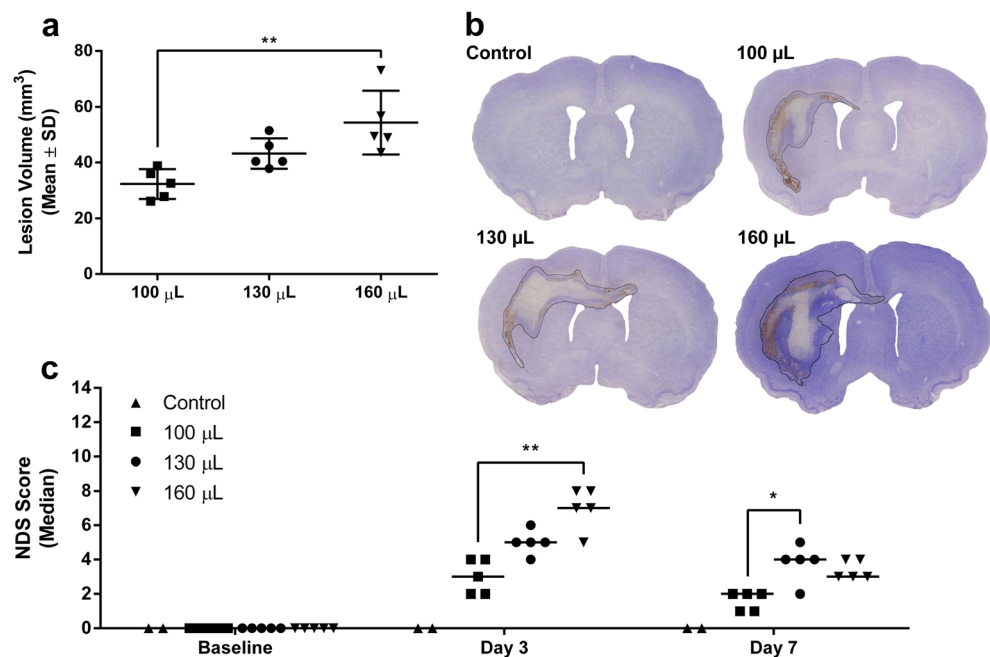 a
Lesion Volume (mm³)
(Mean ± SD)
80
60
40
20
0
**
100 μL
130 μL
160 μL
b
Control
100 μL
130 μL
160 μL
c
NDS Score
(Median)
14
12
10
8
6
4
2
0
Control
100 μL
130 μL
160 μL
**
*
Baseline
Day 3
Day 7